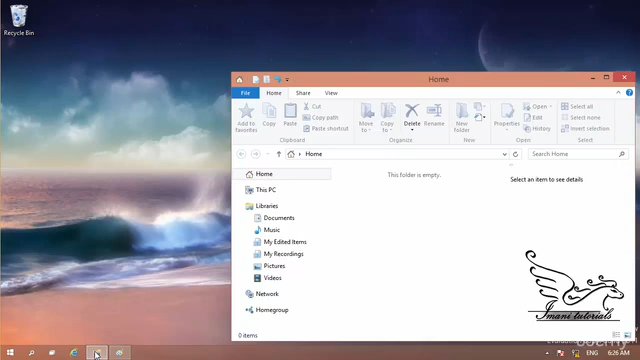 Recycle Bin
Home
File
Home
Share
View
Add to Favorites
Copy
Paste
Cut
Copy path
Paste shortcut
Clipboard
Move to
Copy to
Delete
Rename
Organize
New folder
New
Properties
Open
Edit
History
Open
Select all
Invert selection
Select
Home
Search Home
Home
This PC
Libraries
Documents
Music
My Edited Items
My Recordings
Pictures
Videos
Network
Homegroup
This folder is empty.
Select an item to see details
Imani tutorials
0 items
ENG
6:26 AM